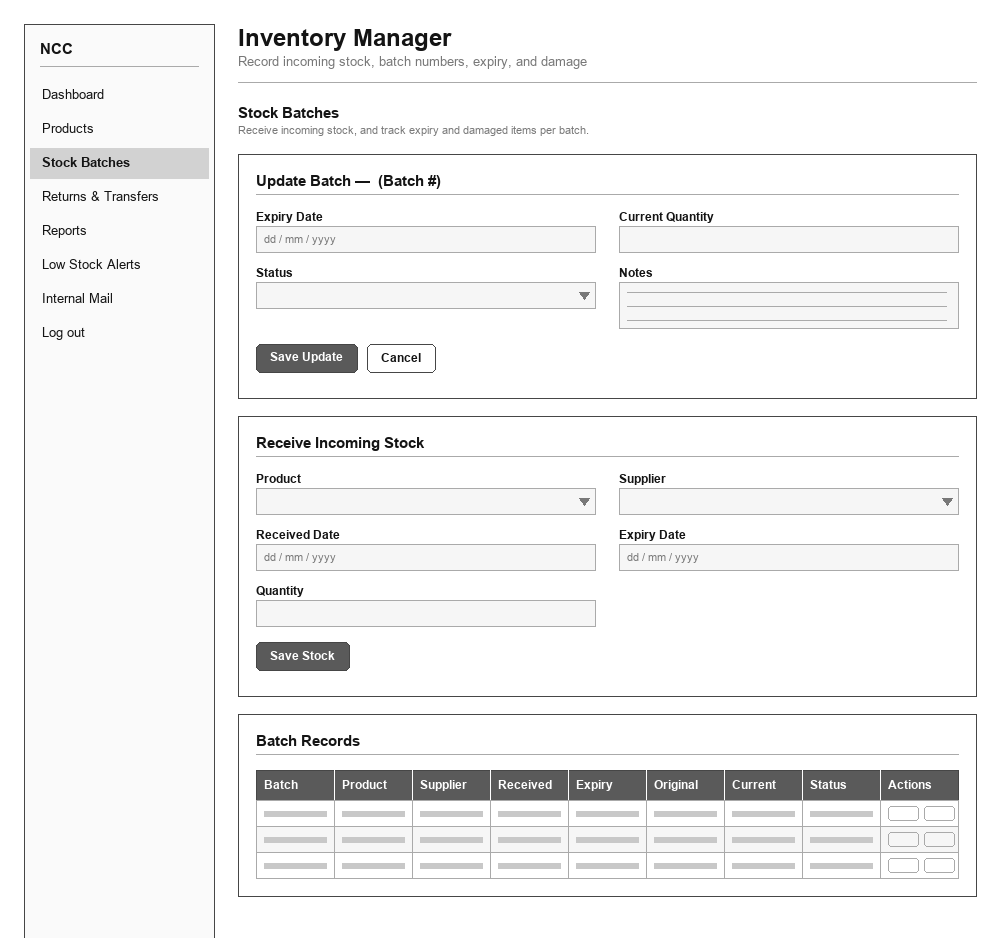 NCC
Dashboard
Products
Stock Batches
Returns & Transfers
Reports
Low Stock Alerts
Internal Mail
Log out
Inventory Manager
Record incoming stock, batch numbers, expiry, and damage
Stock Batches
Receive incoming stock, and track expiry and damaged items per batch.
Update Batch — (Batch #)
Expiry Date
Current Quantity
dd / mm / yyyy
Status
Notes
Save Update
Cancel
Receive Incoming Stock
Product
Supplier
Received Date
Expiry Date
dd / mm / yyyy
dd / mm / yyyy
Quantity
Save Stock
Batch Records
Batch Product Supplier Received Expiry Original Current Status Actions